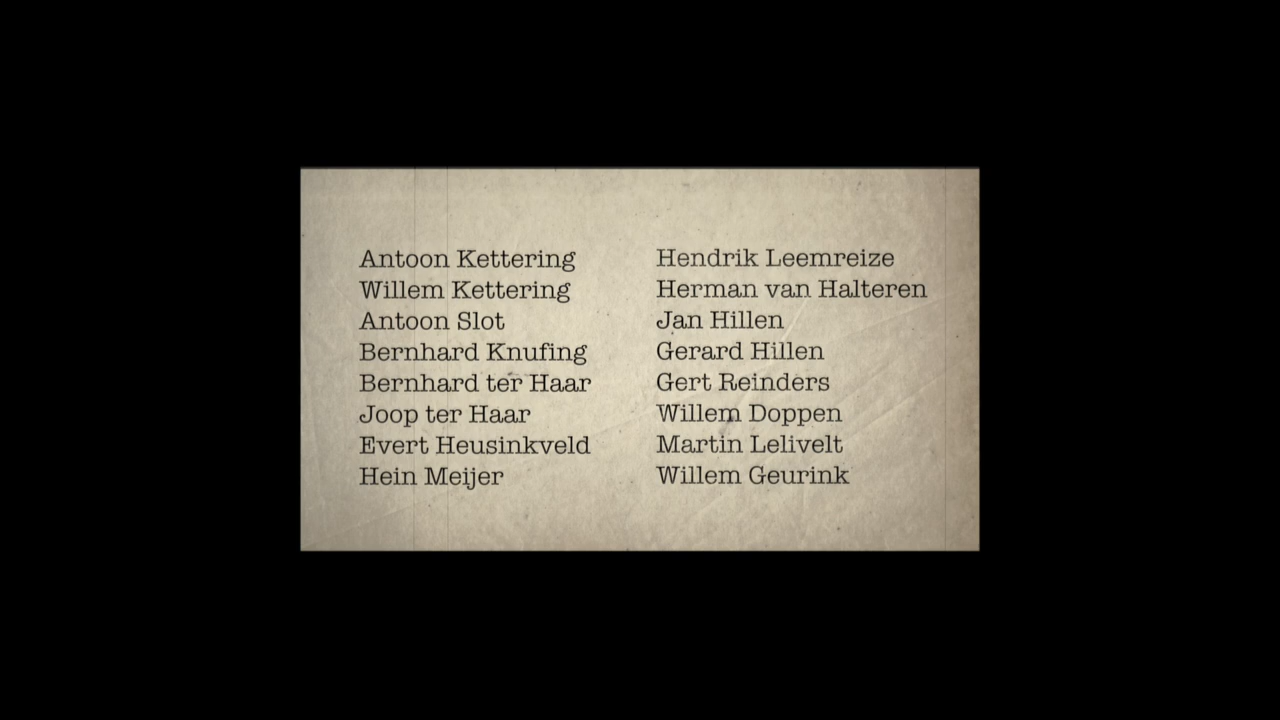 Antoon Kettering
Willem Kettering
Antoon Slot
Bernhard Knufing
Bernhard ter Haar
Joop ter Haar
Evert Heusinkveld
Hein Meijer
Hendrik Leemreize
Herman van Halteren
Jan Hillen
Gerard Hillen
Gert Reinders
Willem Doppen
Martin Lelivelt
Willem Geurink